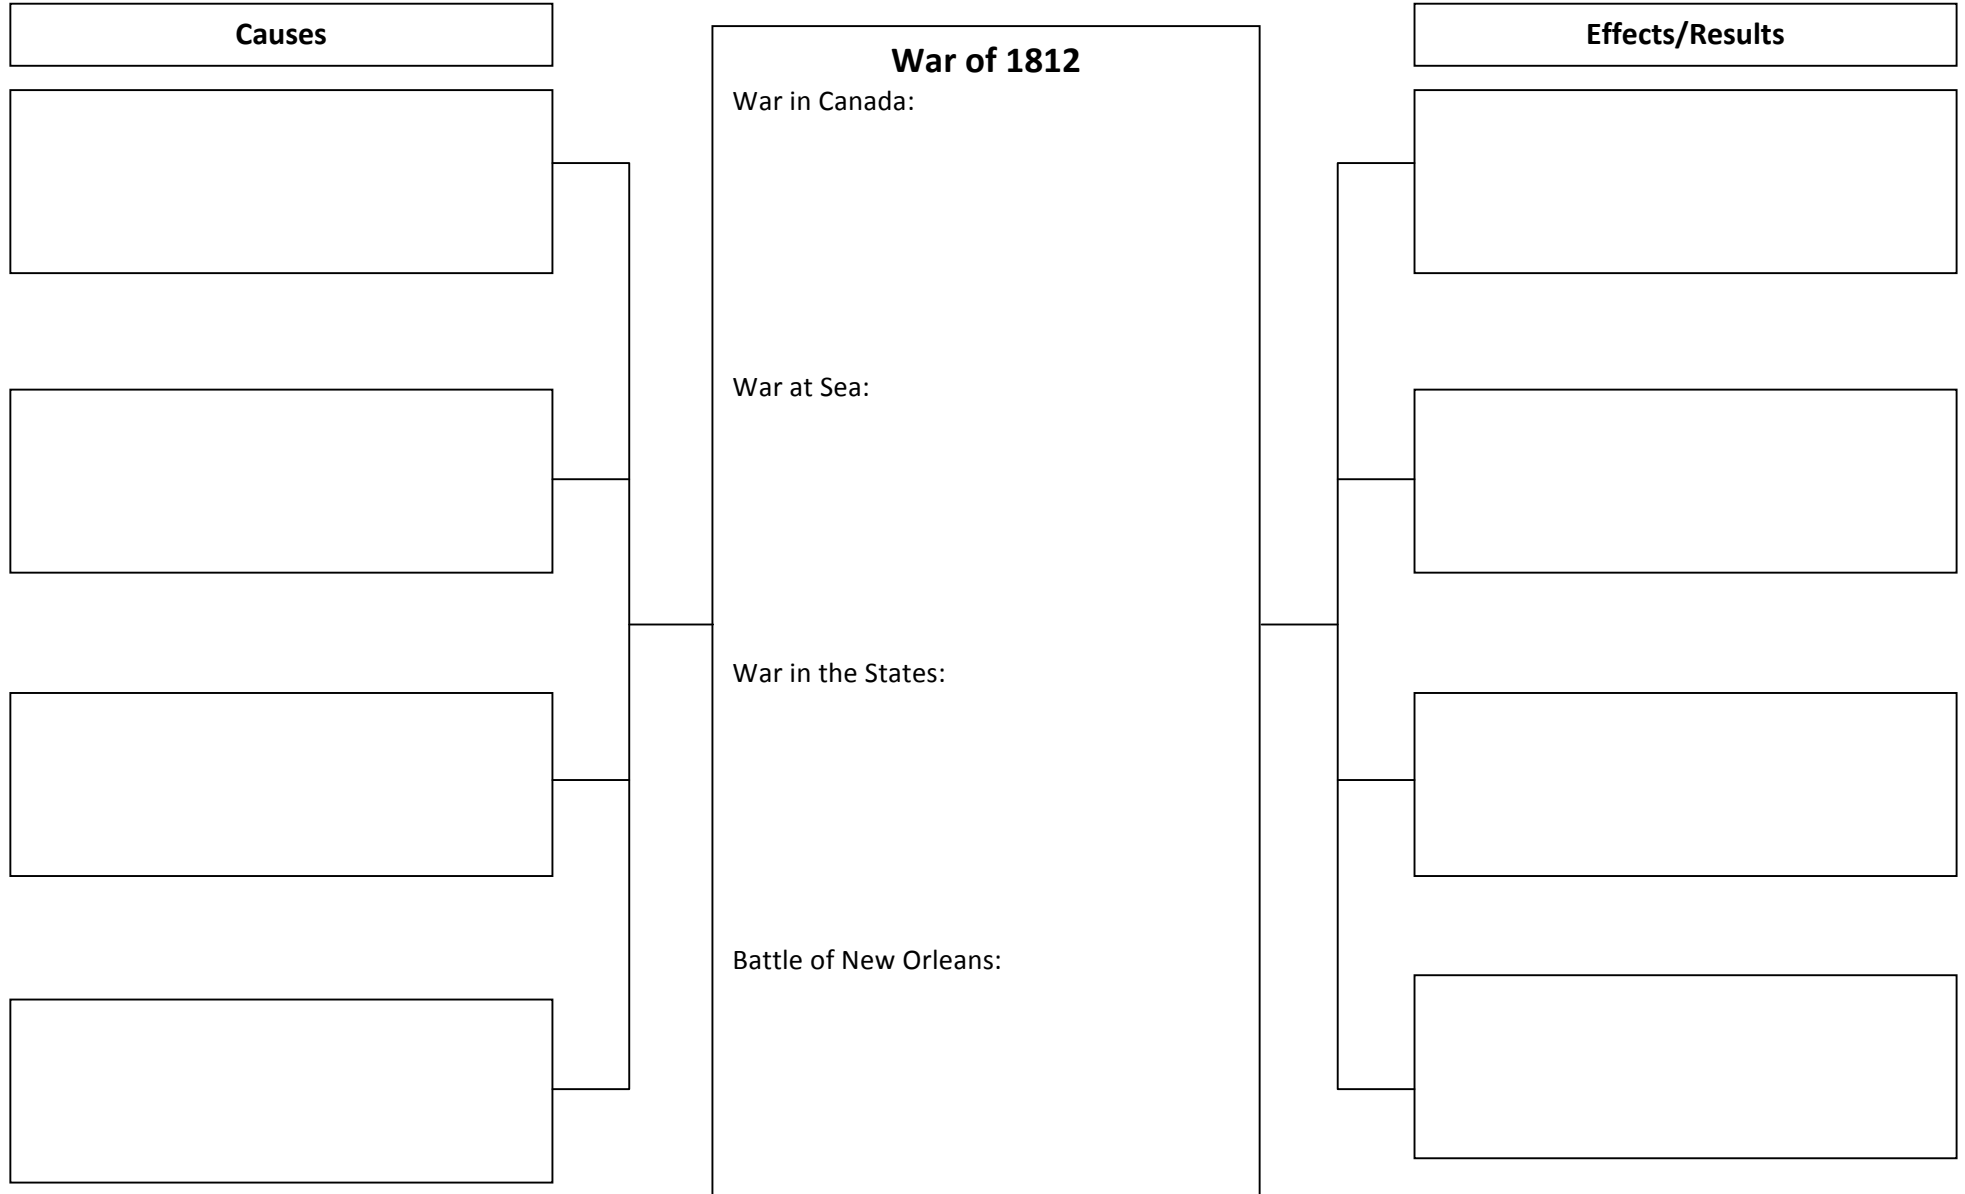 Causes
War of 1812
Effects/Results
War in Canada:
War at Sea:
War in the States:
Battle of New Orleans: